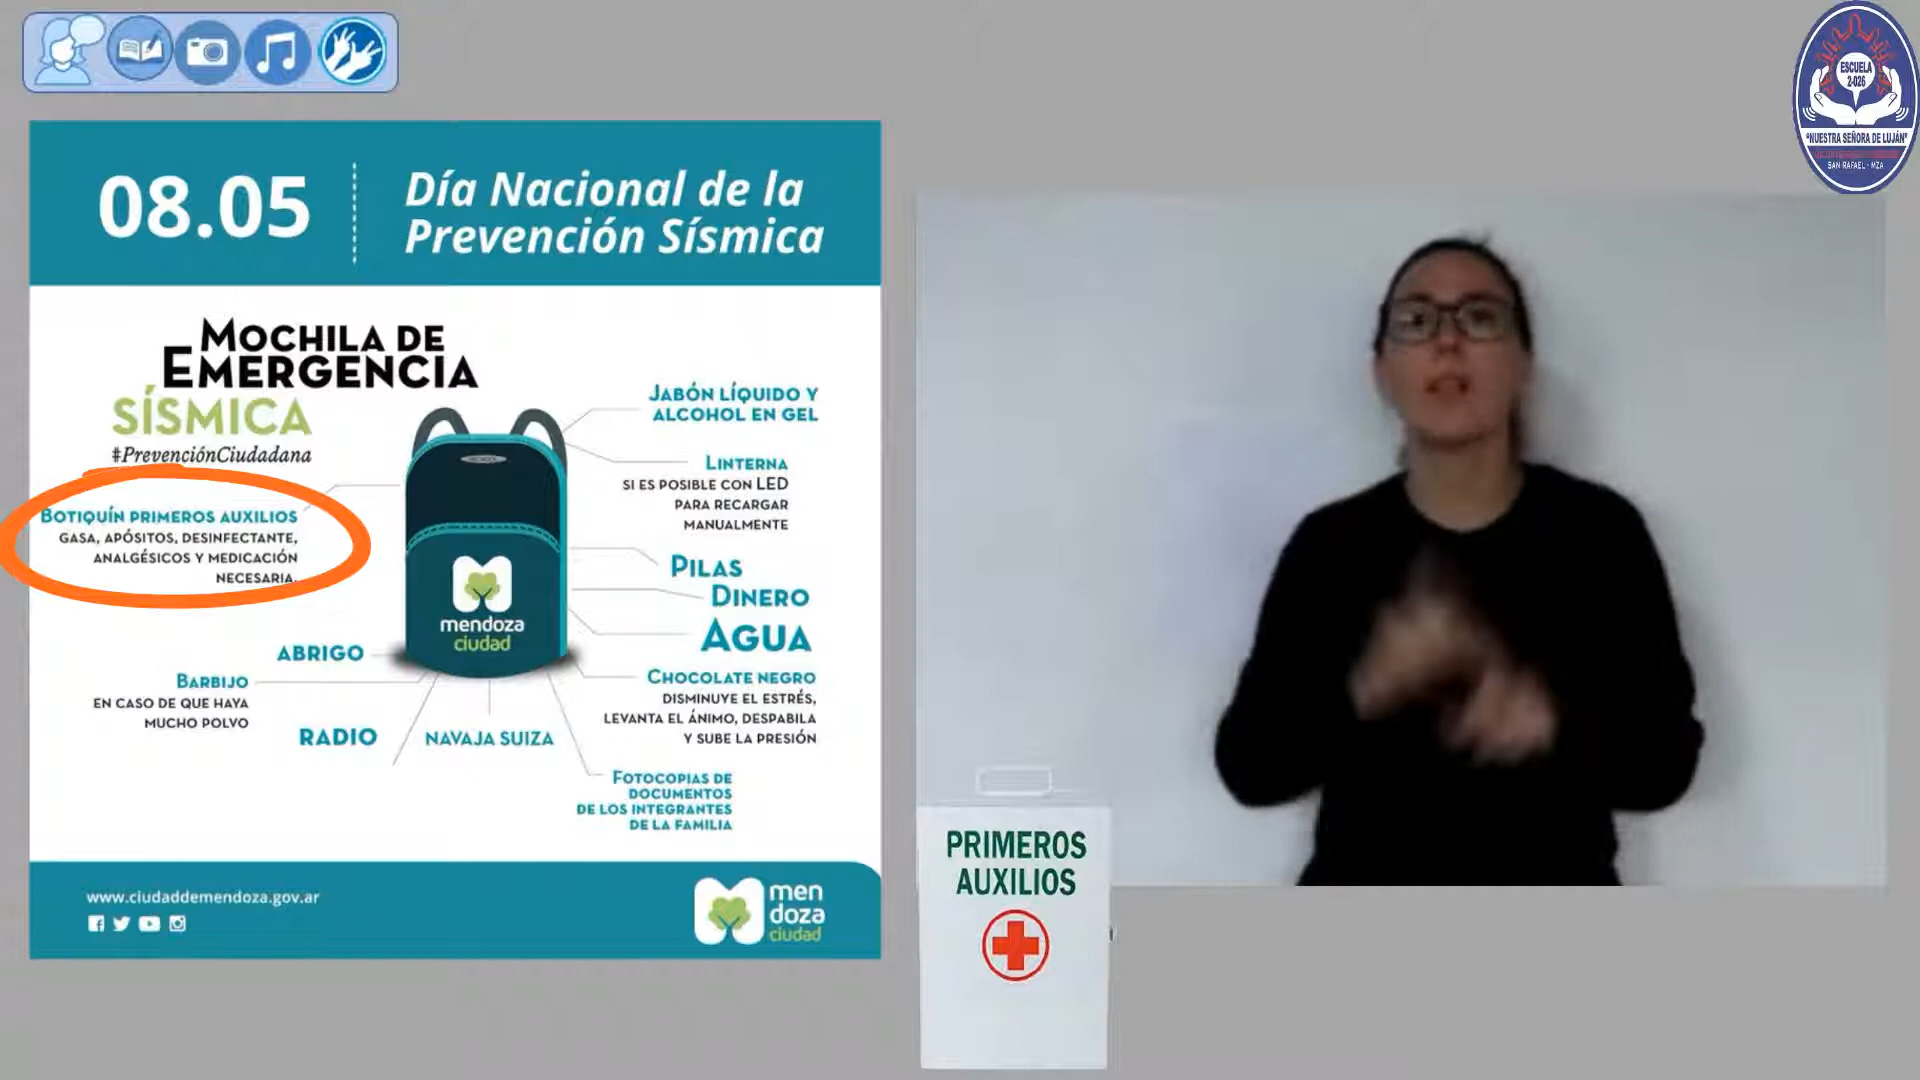 ESCUELA
2-026
"NUESTRA SEÑORA DE LUJÁN"
SAN RAFAEL - MZA
08.05
Día Nacional de la
Prevención Sísmica
MOCHILA DE
EMERGENCIA
SÍSMICA
#PrevenciónCiudadana
BOTIQUÍN PRIMEROS AUXILIOS
GASA, APÓSITOS, DESINFECTANTE,
ANALGÉSICOS Y MEDICACIÓN
NECESARIA.
JABÓN LÍQUIDO Y
ALCOHOL EN GEL
LINTERNA
SI ES POSIBLE CON LED
PARA RECARGAR
MANUALMENTE
PILAS
DINERO
AGUA
CHOCOLATE NEGRO
DISMINUYE EL ESTRÉS,
LEVANTA EL ÁNIMO, DESPABILA
Y SUBE LA PRESIÓN
mendoza
ciudad
ABRIGO
BARBIJO
EN CASO DE QUE HAYA
MUCHO POLVO
RADIO
NAVAJA SUIZA
FOTOCOPIAS DE
DOCUMENTOS
DE LOS INTEGRANTES
DE LA FAMILIA
www.ciudaddemendoza.gov.ar
men
doza
ciudad
PRIMEROS
AUXILIOS